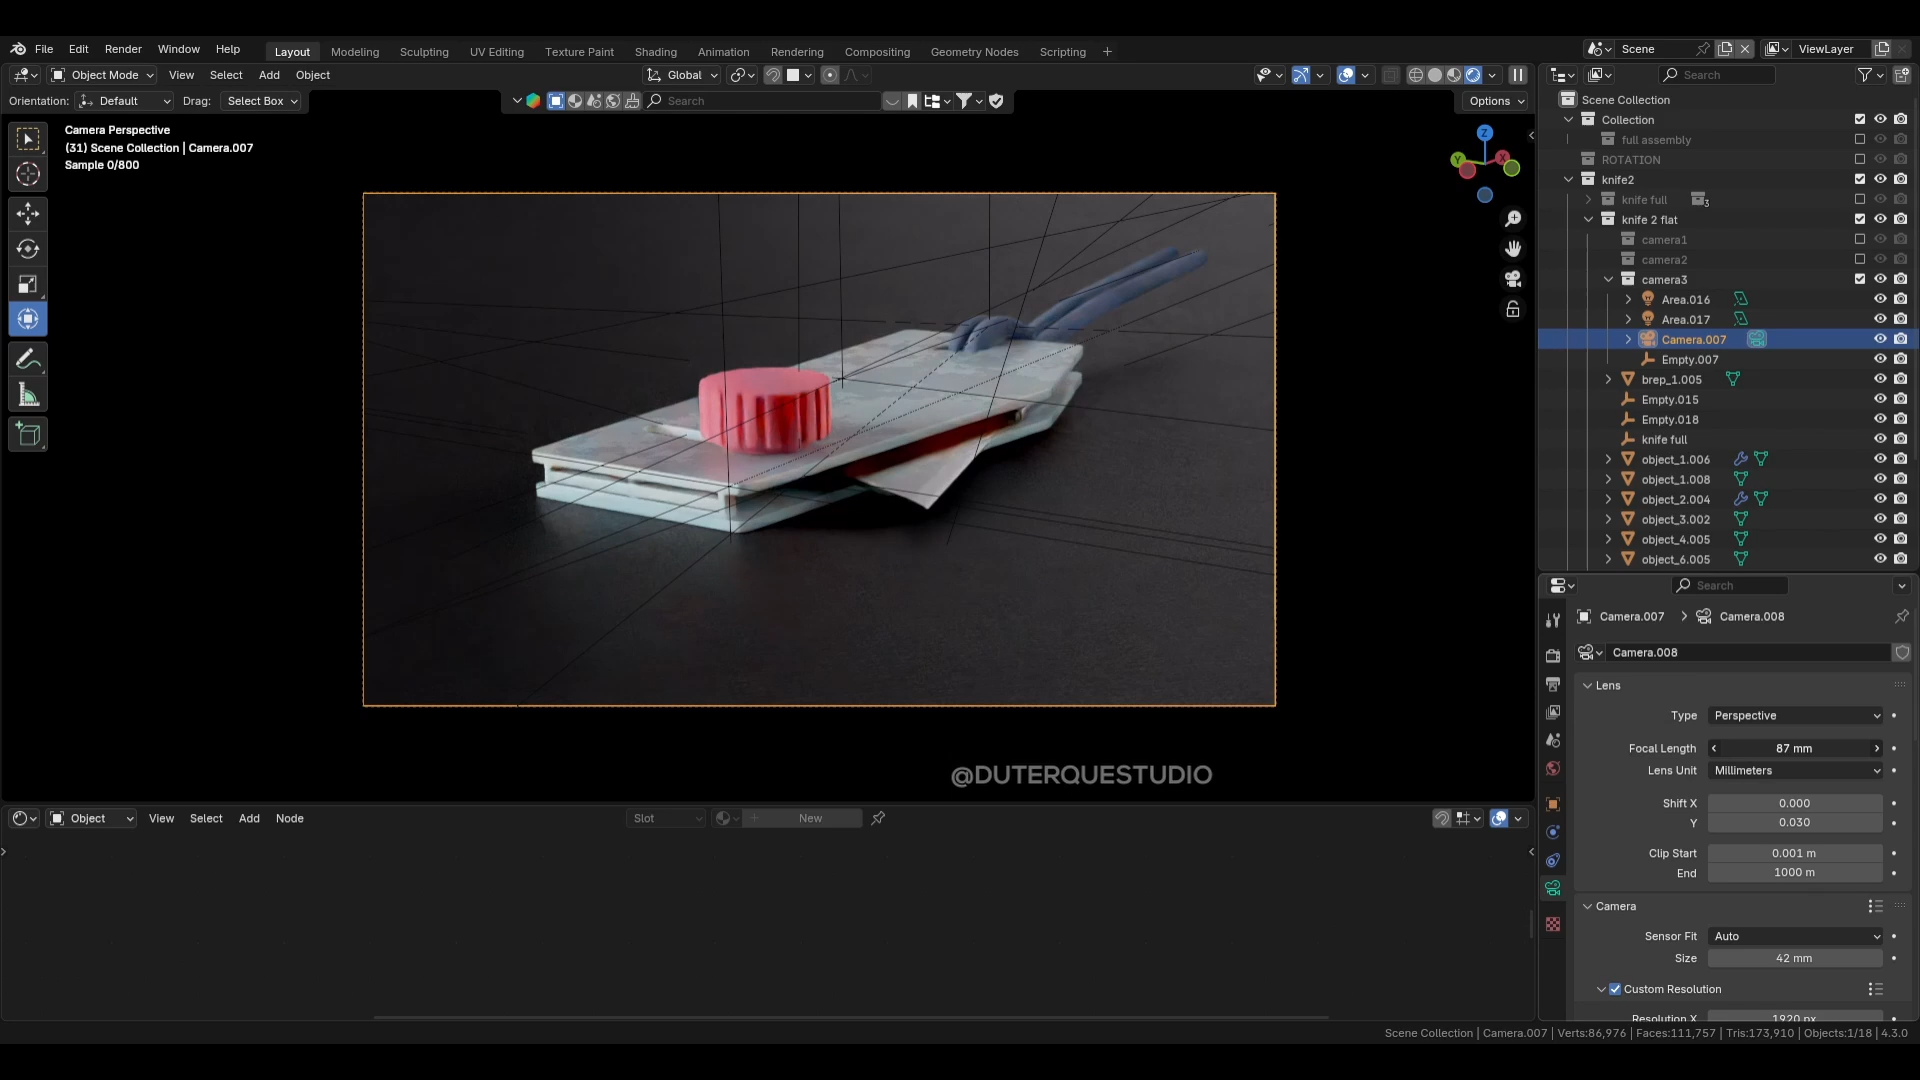 File Edit Render Window Help Layout Modeling Sculpting UV Editing Texture Paint Shading Animation Rendering Compositing Geometry Nodes Scripting + Scene ViewLayer
Object Mode View Select Add Object Global Search
Orientation: Default Drag: Select Box Search Options
Camera Perspective
(31) Scene Collection | Camera.007
Sample 0/800
Z
Y
X
Scene Collection
Collection
full assembly
ROTATION
knife2
knife full 3
knife 2 flat
camera1
camera2
camera3
Area.016
Area.017
Camera.007
Empty.007
brep_1.005
Empty.015
Empty.018
knife full
object_1.006
object_1.008
object_2.004
object_3.002
object_4.005
object_6.005
Search
Camera.007 > Camera.008
Camera.008
Lens
Type Perspective
Focal Length 87 mm
Lens Unit Millimeters
Shift X 0.000
Y 0.030
Clip Start 0.001 m
End 1000 m
Camera
Sensor Fit Auto
Size 42 mm
Custom Resolution
Resolution X 1920 px
@DUTERQUESTUDIO
Object View Select Add Node Slot New
Scene Collection | Camera.007 | Verts:86,976 | Faces:111,757 | Tris:173,910 | Objects:1/18 | 4.3.0